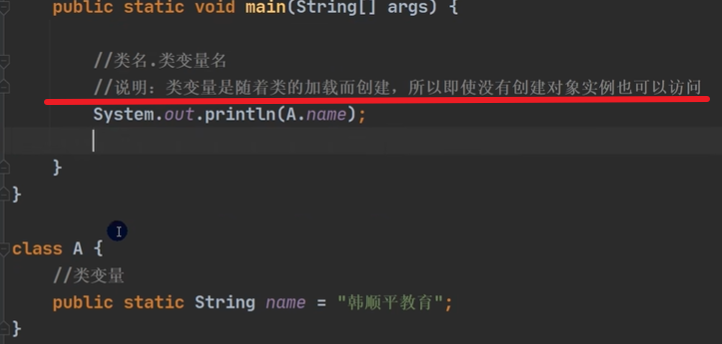 public static void main(String[] args) {
//类名.类变量名
//说明：类变量是随着类的加载而创建，所以即使没有创建对象实例也可以访问
System.out.println(A.name);
}
}
class A {
//类变量
public static String name = "韩顺平教育";
}